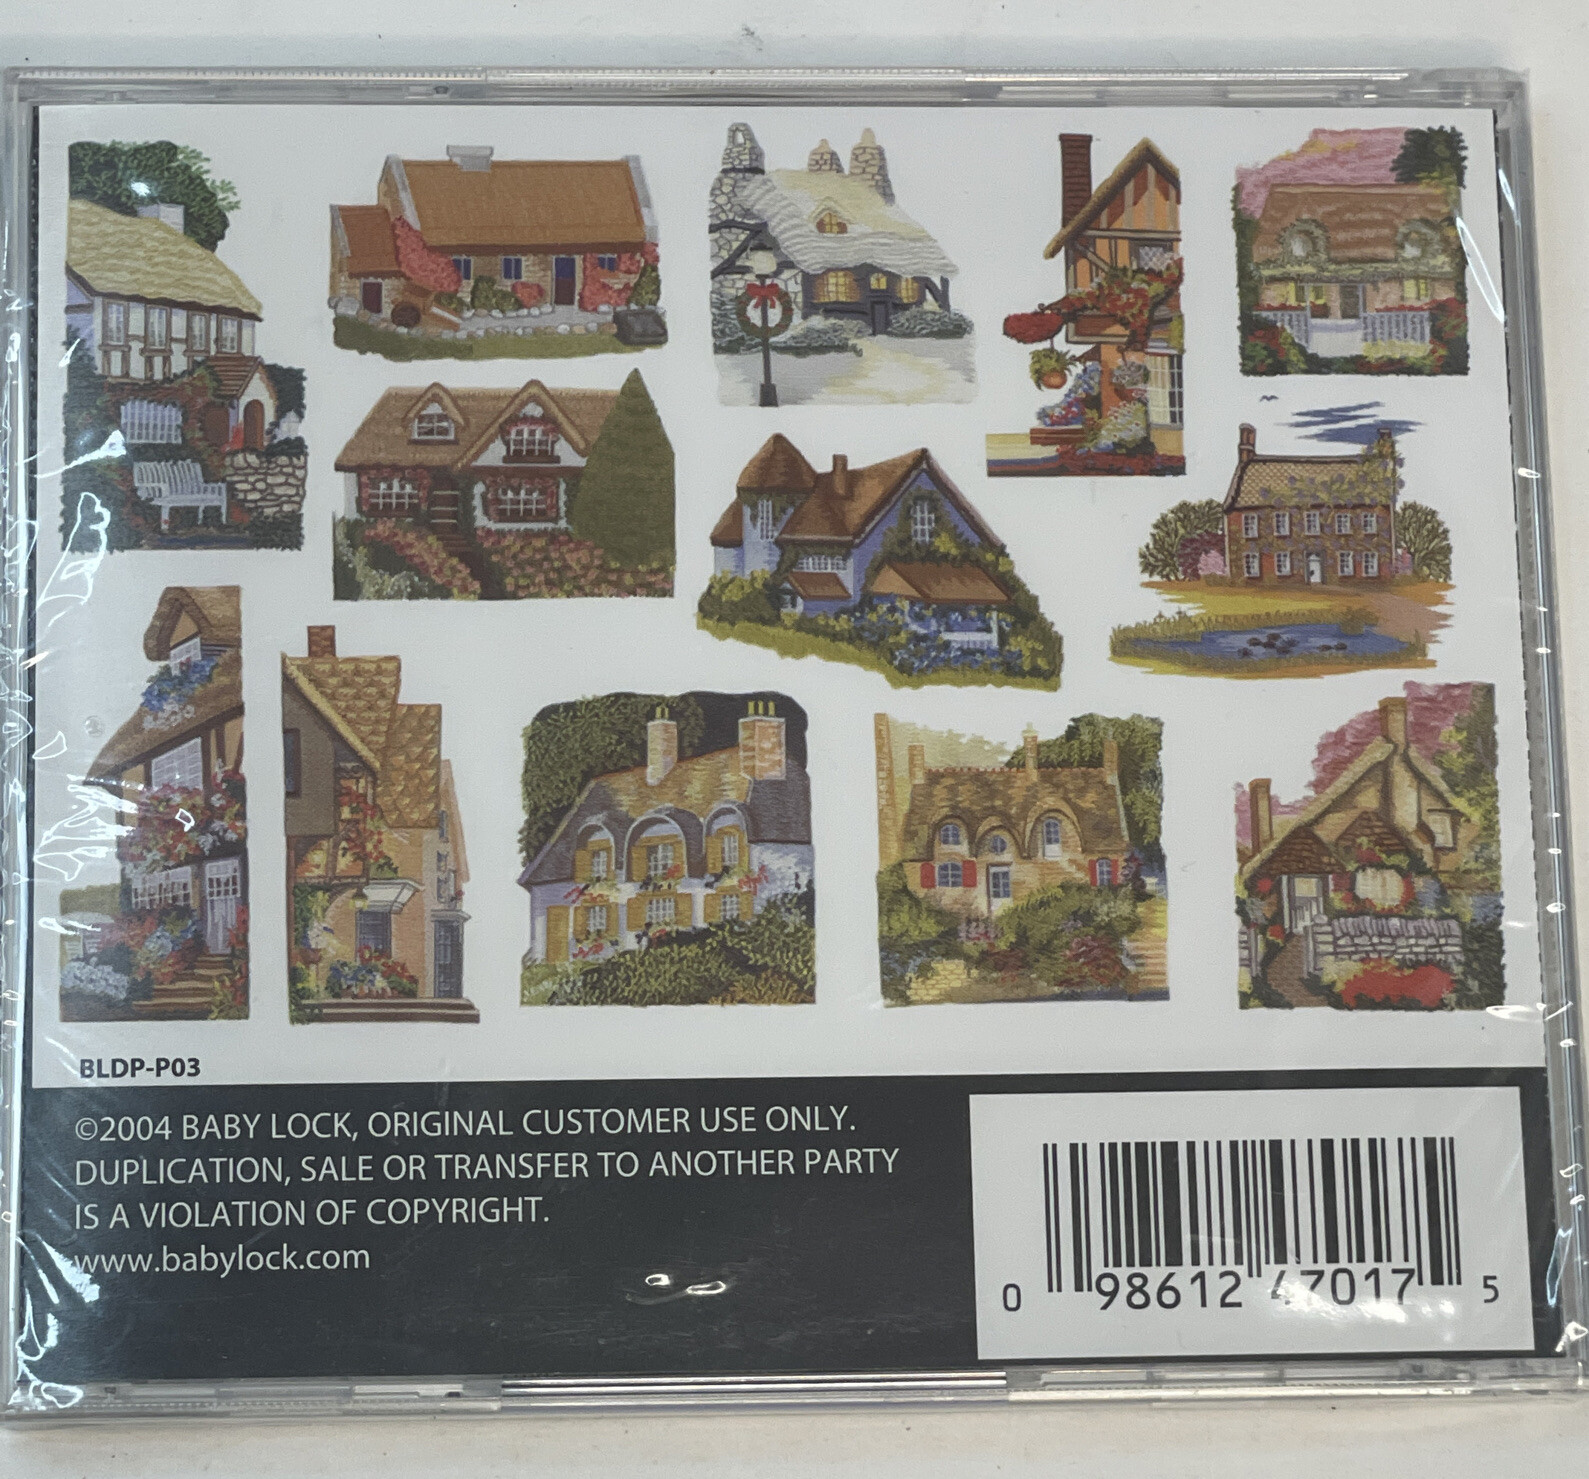 BLDP-P03
©2004 BABY LOCK, ORIGINAL CUSTOMER USE ONLY.
DUPLICATION, SALE OR TRANSFER TO ANOTHER PARTY
IS A VIOLATION OF COPYRIGHT.
www.babylock.com
0 98612 47017 5